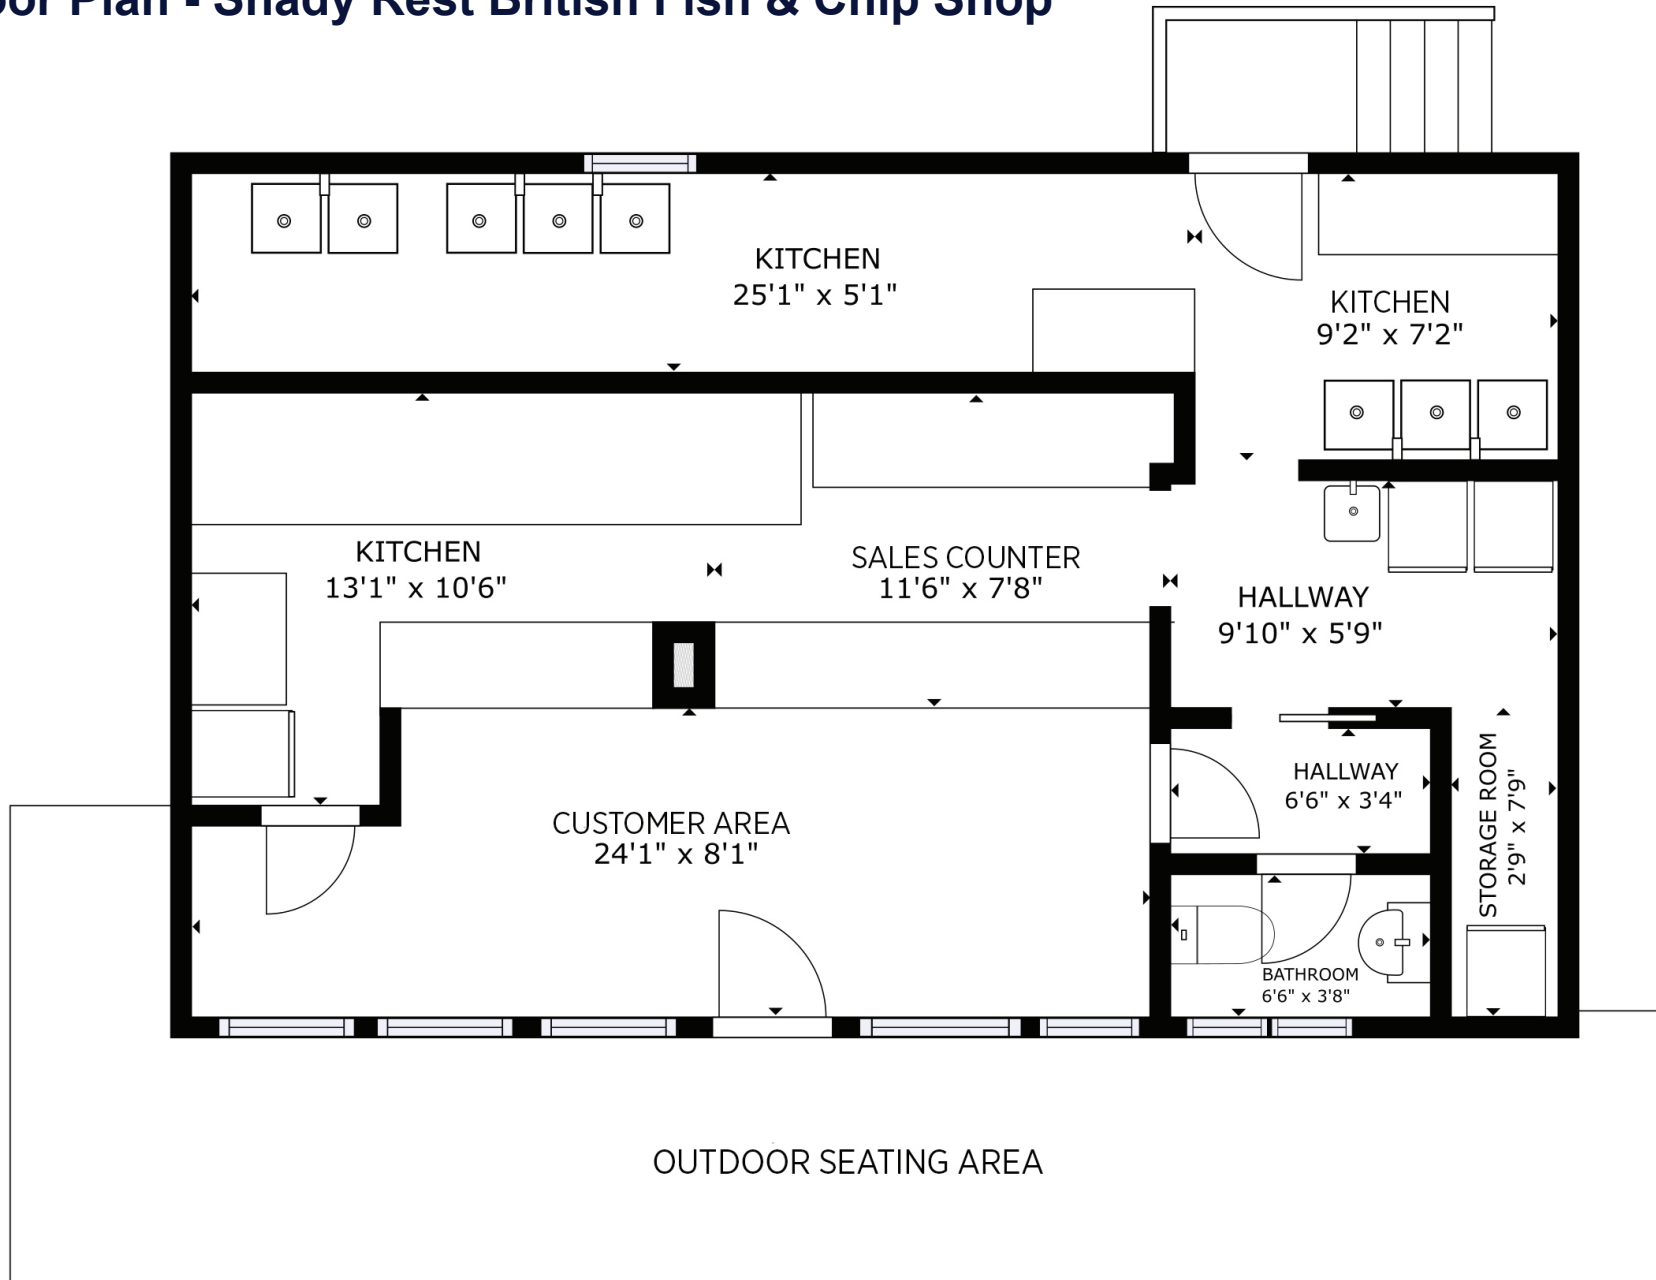 oor Plan - Shady Rest British Fish & Chip Shop
KITCHEN
25'1" x 5'1"
KITCHEN
9'2" x 7'2"
KITCHEN
13'1" x 10'6"
SALES COUNTER
11'6" x 7'8"
HALLWAY
9'10" x 5'9"
HALLWAY
6'6" x 3'4"
STORAGE ROOM
2'9" x 7'9"
CUSTOMER AREA
24'1" x 8'1"
BATHROOM
6'6" x 3'8"
OUTDOOR SEATING AREA